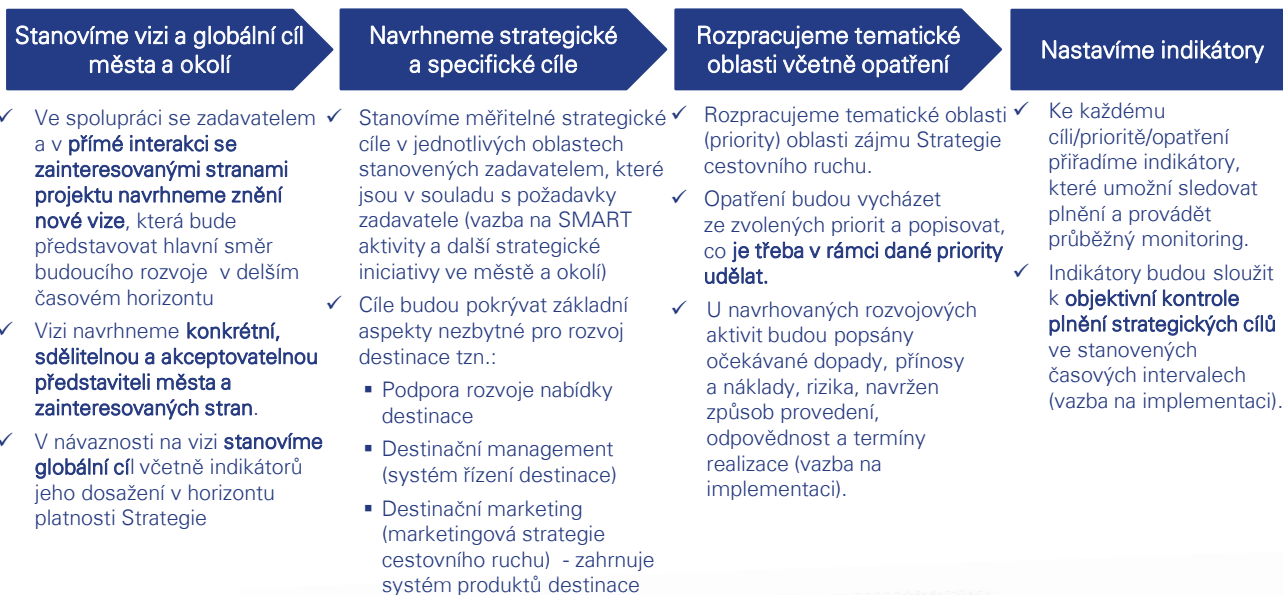 Stanovíme vizi a globální cíl
města a okolí
✓ Ve spolupráci se zadavatelem
a v přímé interakci se
zainteresovanými stranami
projektu navrhneme znění
nové vize, která bude
představovat hlavní směr
budoucího rozvoje v delším
časovém horizontu
✓ Vizi navrhneme konkrétní,
sdělitelnou a akceptovatelnou
představiteli města a
zainteresovaných stran.
✓ V návaznosti na vizi stanovíme
globální cíl včetně indikátorů
jeho dosažení v horizontu
platnosti Strategie
Navrhneme strategické
a specifické cíle
✓ Stanovíme měřitelné strategické
cíle v jednotlivých oblastech
stanovených zadavatelem, které
jsou v souladu s požadavky
zadavatele (vazba na SMART
aktivity a další strategické
iniciativy ve městě a okolí)
✓ Cíle budou pokrývat základní
aspekty nezbytné pro rozvoj
destinace tzn.:
▪ Podpora rozvoje nabídky
destinace
▪ Destinační management
(systém řízení destinace)
▪ Destinační marketing
(marketingová strategie
cestovního ruchu) - zahrnuje
systém produktů destinace
Rozpracujeme tematické
oblasti včetně opatření
✓ Rozpracujeme tematické oblasti
(priority) oblasti zájmu Strategie
cestovního ruchu.
✓ Opatření budou vycházet
ze zvolených priorit a popisovat,
co je třeba v rámci dané priority
udělat.
✓ U navrhovaných rozvojových
aktivit budou popsány
očekávané dopady, přínosy
a náklady, rizika, navržen
způsob provedení,
odpovědnost a termíny
realizace (vazba na
implementaci).
Nastavíme indikátory
✓ Ke každému
cíli/prioritě/opatření
přiřadíme indikátory,
které umožní sledovat
plnění a provádět
průběžný monitoring.
✓ Indikátory budou sloužit
k objektivní kontrole
plnění strategických cílů
ve stanovených
časových intervalech
(vazba na implementaci).